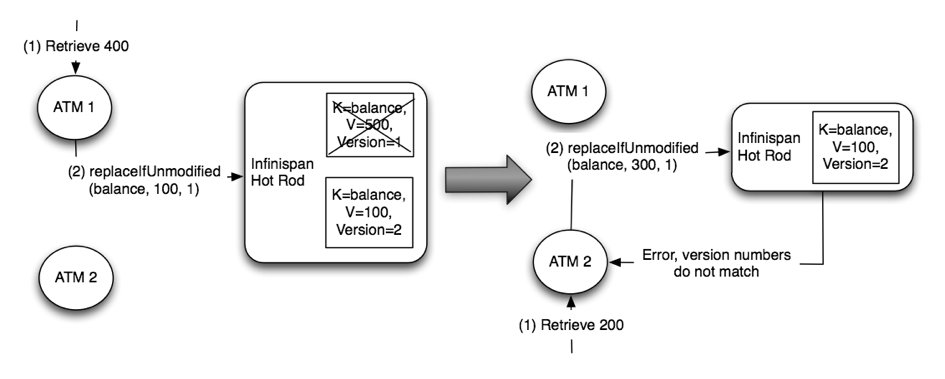 (1) Retrieve 400
ATM 1
(2) replaceIfUnmodified
(balance, 100, 1)
ATM 2
Infinispan
Hot Rod
K=balance,
V=500,
Version=1
K=balance,
V=100,
Version=2
ATM 1
(2) replaceIfUnmodified
(balance, 300, 1)
Infinispan
Hot Rod
K=balance,
V=100,
Version=2
ATM 2
Error, version numbers
do not match
(1) Retrieve 200